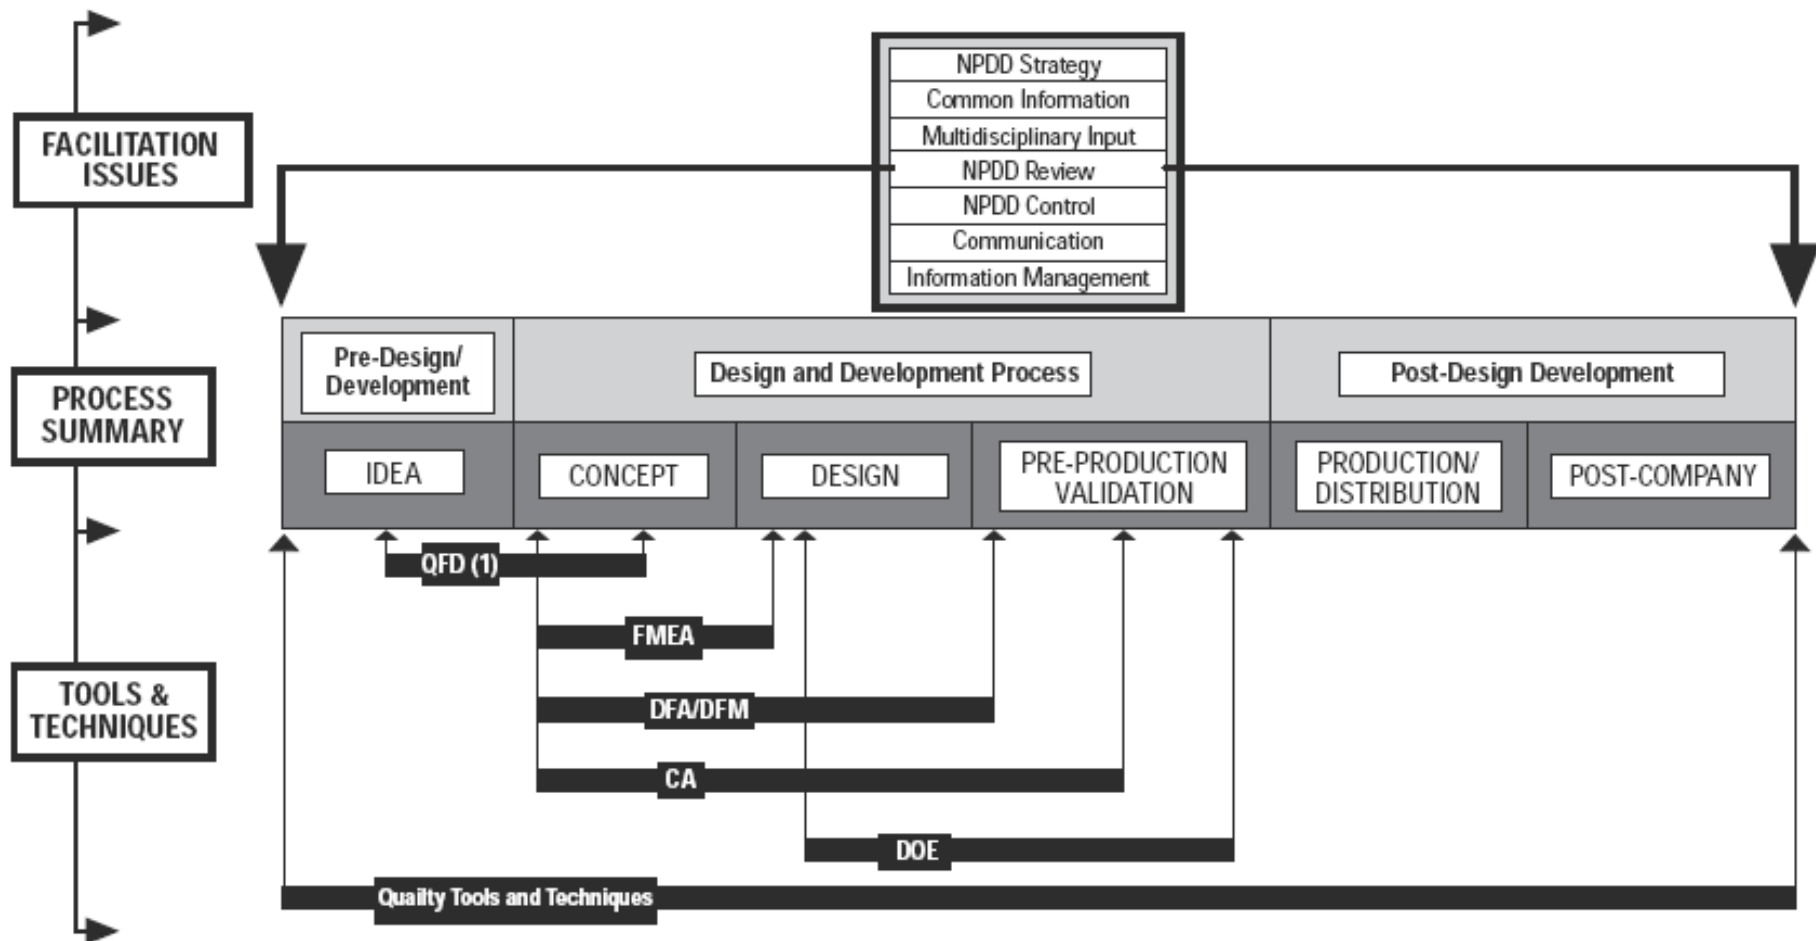 NPDD Strategy
Common Information
Multidisciplinary Input
NPDD Review
NPDD Control
Communication
Information Management
FACILITATION
ISSUES
PROCESS
SUMMARY
Pre-Design/
Development
Design and Development Process
Post-Design Development
IDEA
CONCEPT
DESIGN
PRE-PRODUCTION
VALIDATION
PRODUCTION/
DISTRIBUTION
POST-COMPANY
TOOLS &
TECHNIQUES
QFD (1)
FMEA
DFA/DFM
CA
DOE
Quailty Tools and Techniques